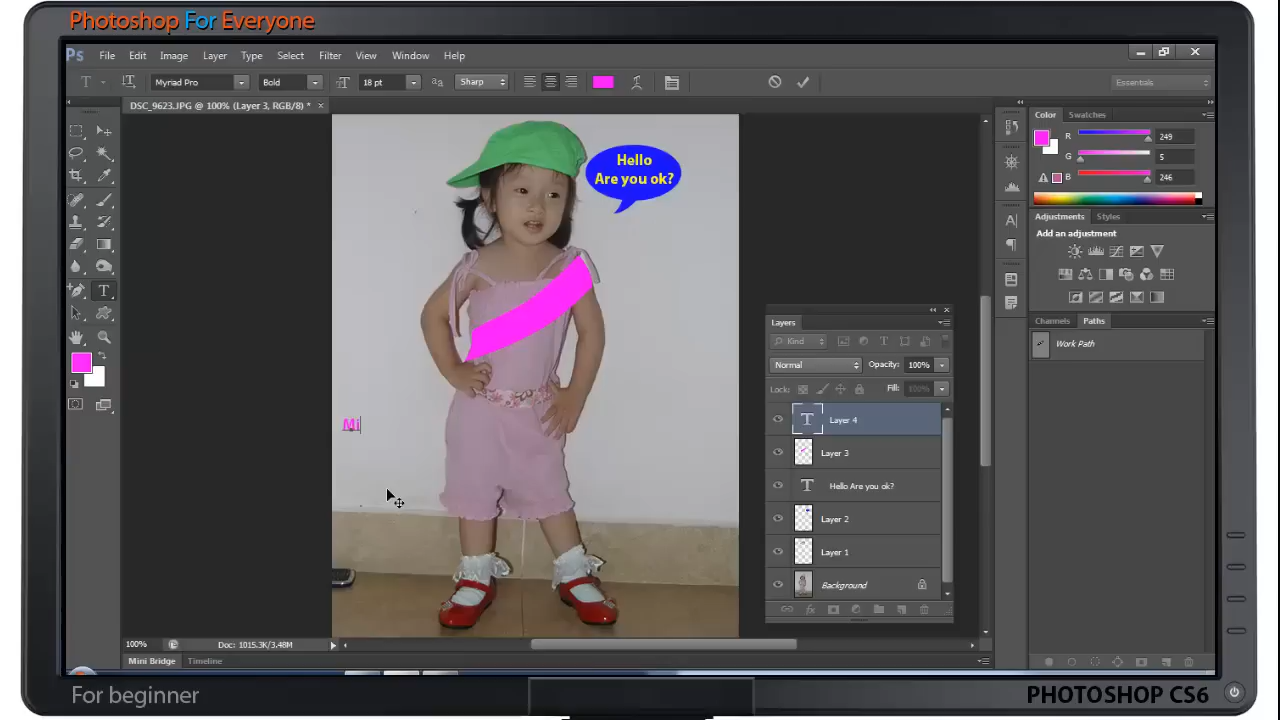 Photoshop For Everyone
Ps File Edit Image Layer Type Select Filter View Window Help
T Myriad Pro Bold 18 pt Sharp Essentials
DSC_9623.JPG @ 100% (Layer 3, RGB/8) * ×
Color Swatches
R 249
G 5
B 246
Hello
Are you ok?
Adjustments Styles
Add an adjustment
Channels Paths
Work Path
Layers
Kind
Normal Opacity: 100%
Lock: Fill: 100%
Layer 4
Layer 3
Hello Are you ok?
Layer 2
Layer 1
Background
Mi
100% Doc: 1015.3K/3.48M
Mini Bridge Timeline
For beginner PHOTOSHOP CS6